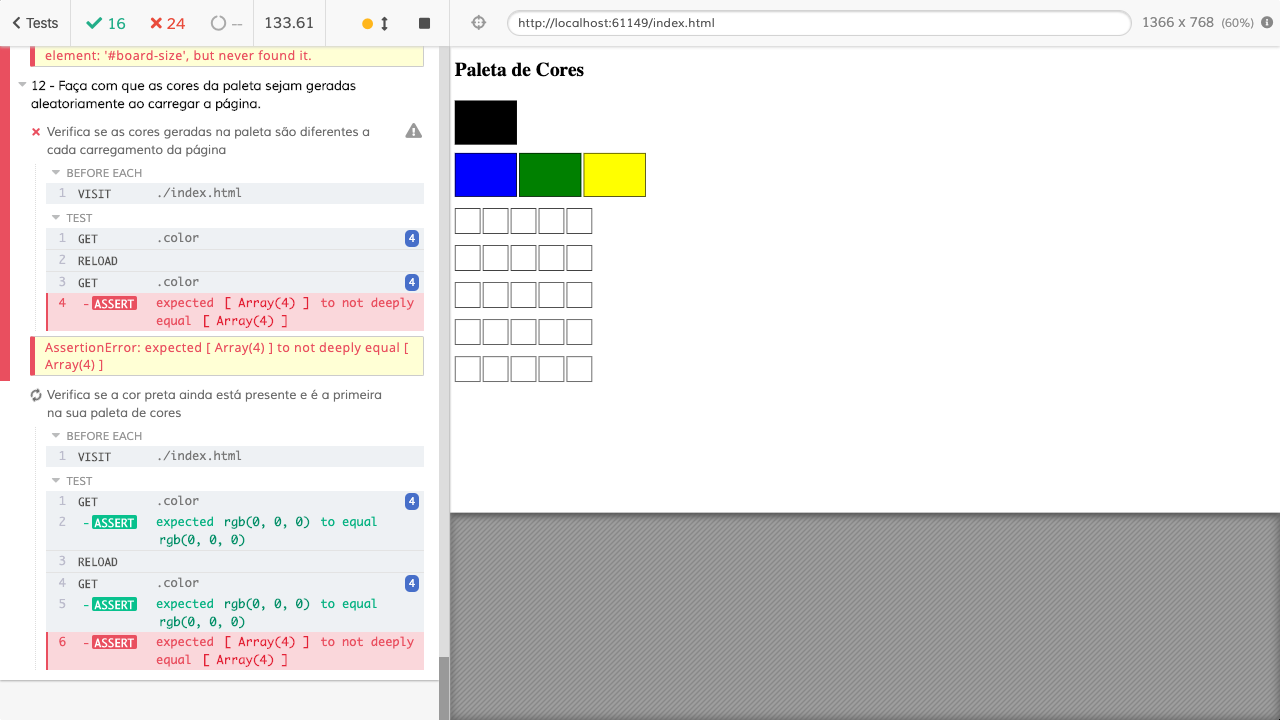 Tests 16 24 -- 133.61 http://localhost:61149/index.html 1366 x 768 (60%)
element: '#board-size', but never found it.
12 - Faça com que as cores da paleta sejam geradas
aleatoriamente ao carregar a página.
Verifica se as cores geradas na paleta são diferentes a
cada carregamento da página
BEFORE EACH
1 VISIT ./index.html
TEST
1 GET .color 4
2 RELOAD
3 GET .color 4
4 -ASSERT expected [ Array(4) ] to not deeply
equal [ Array(4) ]
AssertionError: expected [ Array(4) ] to not deeply equal [
Array(4) ]
Verifica se a cor preta ainda está presente e é a primeira
na sua paleta de cores
BEFORE EACH
1 VISIT ./index.html
TEST
1 GET .color 4
2 -ASSERT expected rgb(0, 0, 0) to equal
rgb(0, 0, 0)
3 RELOAD
4 GET .color 4
5 -ASSERT expected rgb(0, 0, 0) to equal
rgb(0, 0, 0)
6 -ASSERT expected [ Array(4) ] to not deeply
equal [ Array(4) ]
Paleta de Cores